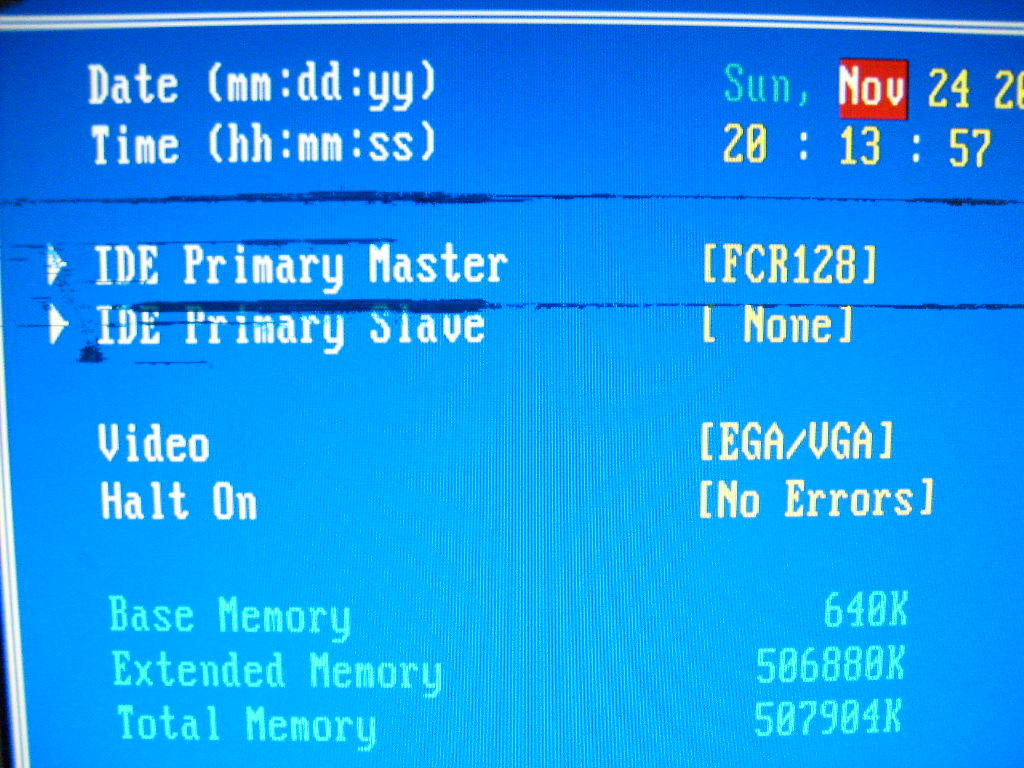 Date (mm:dd:yy) Sun, Nov 24 20
Time (hh:mm:ss) 20 : 13 : 57
IDE Primary Master [FCR128]
IDE Primary Slave [ None]
Video [EGA/VGA]
Halt On [No Errors]
Base Memory 640K
Extended Memory 506880K
Total Memory 507904K